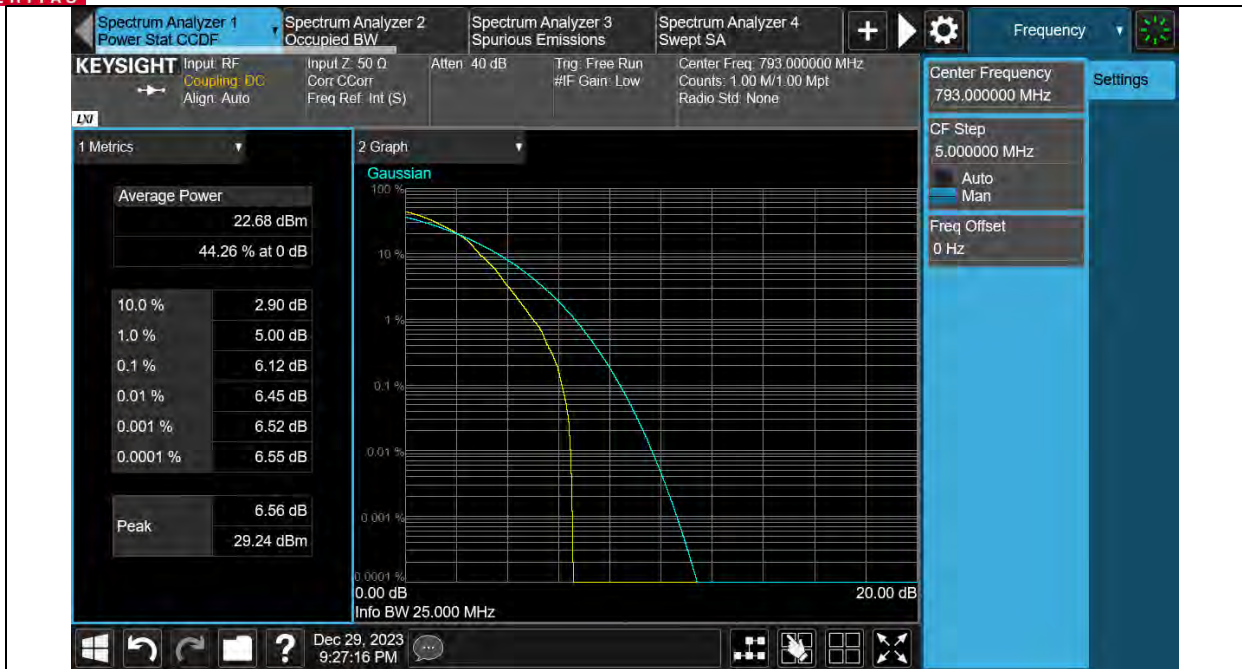 Spectrum Analyzer 1
Power Stat CCDF
Spectrum Analyzer 2
Occupied BW
Spectrum Analyzer 3
Spurious Emissions
Spectrum Analyzer 4
Swept SA
Frequency
KEYSIGHT
Input: RF
Coupling: DC
Align: Auto
Input Z: 50 Ω
Corr CCorr
Freq Ref: Int (S)
Atten: 40 dB
Trig: Free Run
#IF Gain: Low
Center Freq: 793.000000 MHz
Counts: 1.00 M/1.00 Mpt
Radio Std: None
LXI
Center Frequency
793.000000 MHz
Settings
CF Step
5.000000 MHz
Auto
Man
Freq Offset
0 Hz
1 Metrics
Average Power
22.68 dBm
44.26 % at 0 dB
10.0 % 2.90 dB
1.0 % 5.00 dB
0.1 % 6.12 dB
0.01 % 6.45 dB
0.001 % 6.52 dB
0.0001 % 6.55 dB
Peak
6.56 dB
29.24 dBm
2 Graph
Gaussian
100 %
10 %
1 %
0.1 %
0.01 %
0.001 %
0.0001 %
0.00 dB 20.00 dB
Info BW 25.000 MHz
Dec 29, 2023
9:27:16 PM